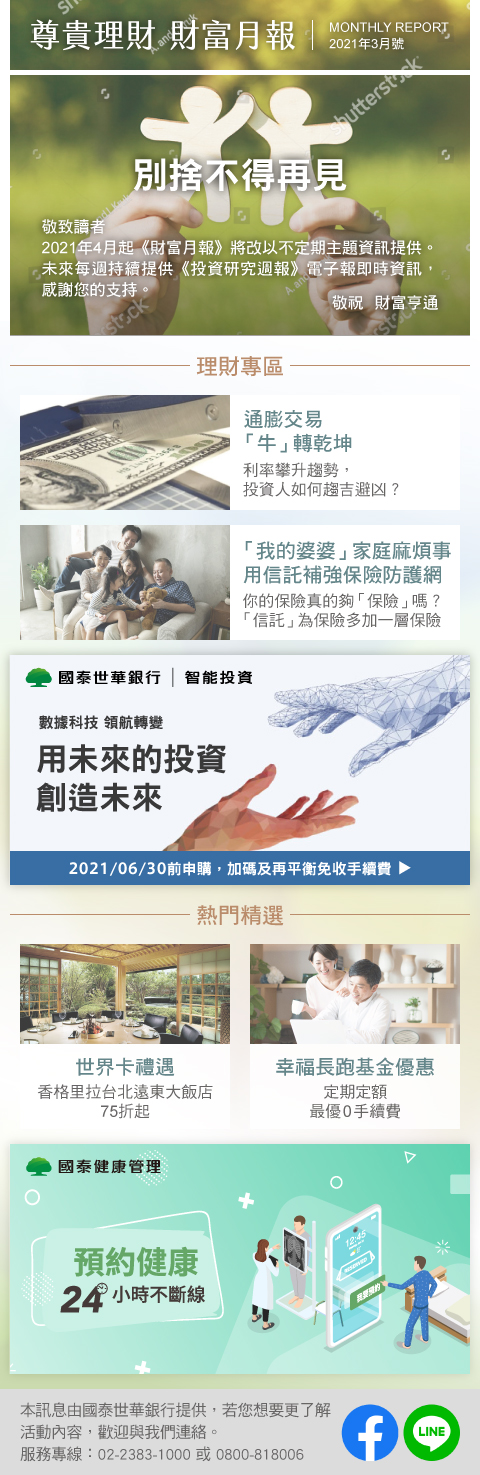 尊貴理財 財富月報
MONTHLY REPORT
2021年3月號
shutterstock
別捨不得再見
敬致讀者
2021年4月起《財富月報》將改以不定期主題資訊提供。
未來每週持續提供《投資研究週報》電子報即時資訊，
感謝您的支持。
敬祝 財富亨通
理財專區
通膨交易
「牛」轉乾坤
利率攀升趨勢，
投資人如何趨吉避凶？
「我的婆婆」家庭麻煩事
用信託補強保險防護網
你的保險真的夠「保險」嗎？
「信託」為保險多加一層保險
國泰世華銀行｜智能投資
數據科技 領航轉變
用未來的投資
創造未來
2021/06/30前申購，加碼及再平衡免收手續費 ▶
熱門精選
世界卡禮遇
香格里拉台北遠東大飯店
75折起
幸福長跑基金優惠
定期定額
最優0手續費
國泰健康管理
預約健康
24小時不斷線
12:45
RESERVED
我要預約
本訊息由國泰世華銀行提供，若您想要更了解
活動內容，歡迎與我們連絡。
服務專線：02-2383-1000 或 0800-818006
LINE